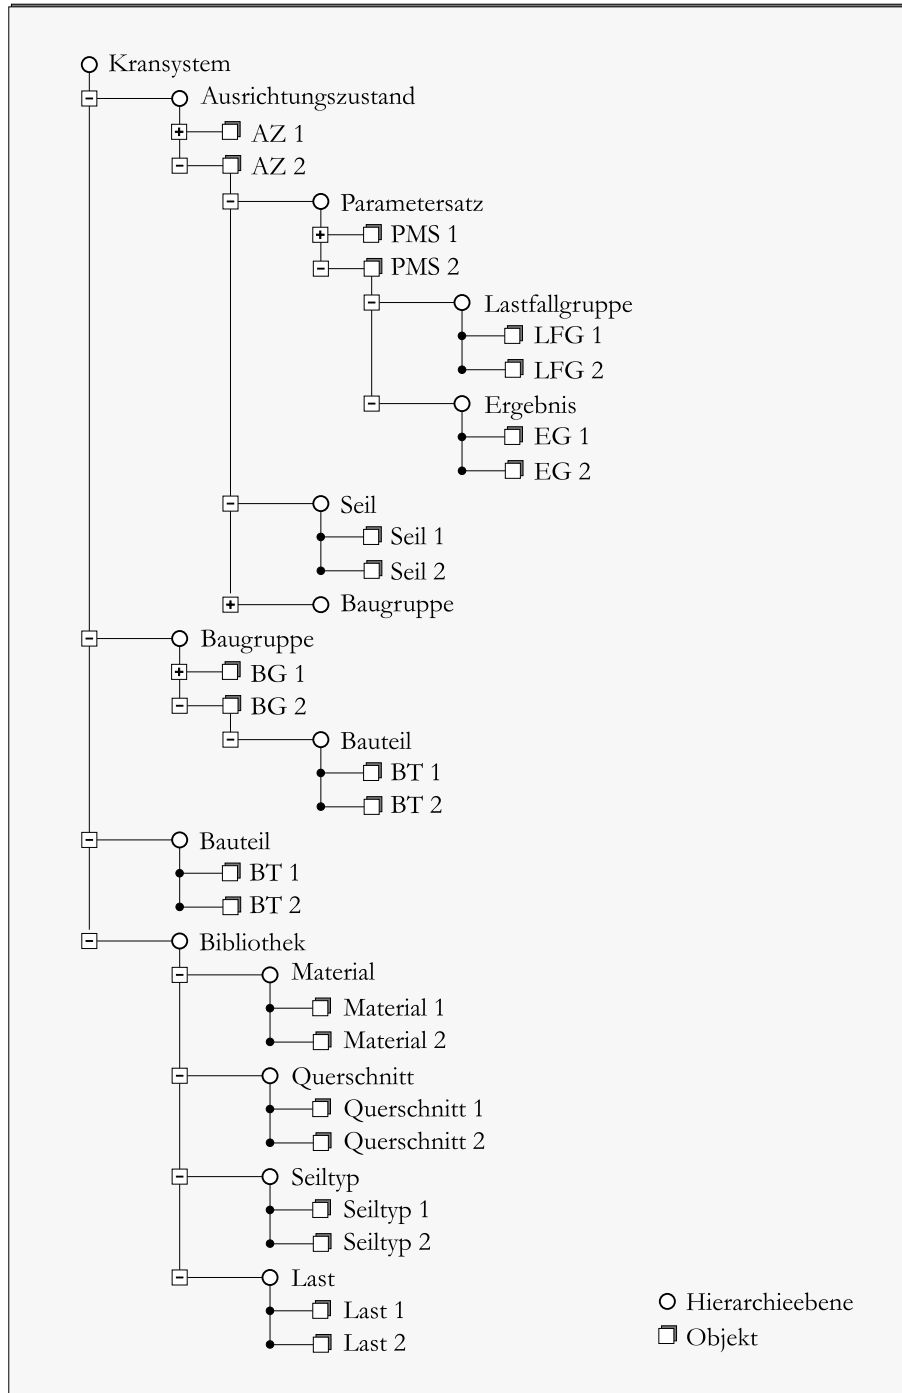 Kransystem
Ausrichtungszustand
AZ 1
AZ 2
Parametersatz
PMS 1
PMS 2
Lastfallgruppe
LFG 1
LFG 2
Ergebnis
EG 1
EG 2
Seil
Seil 1
Seil 2
Baugruppe
Baugruppe
BG 1
BG 2
Bauteil
BT 1
BT 2
Bauteil
BT 1
BT 2
Bibliothek
Material
Material 1
Material 2
Querschnitt
Querschnitt 1
Querschnitt 2
Seiltyp
Seiltyp 1
Seiltyp 2
Last
Last 1
Last 2
Hierarchieebene
Objekt